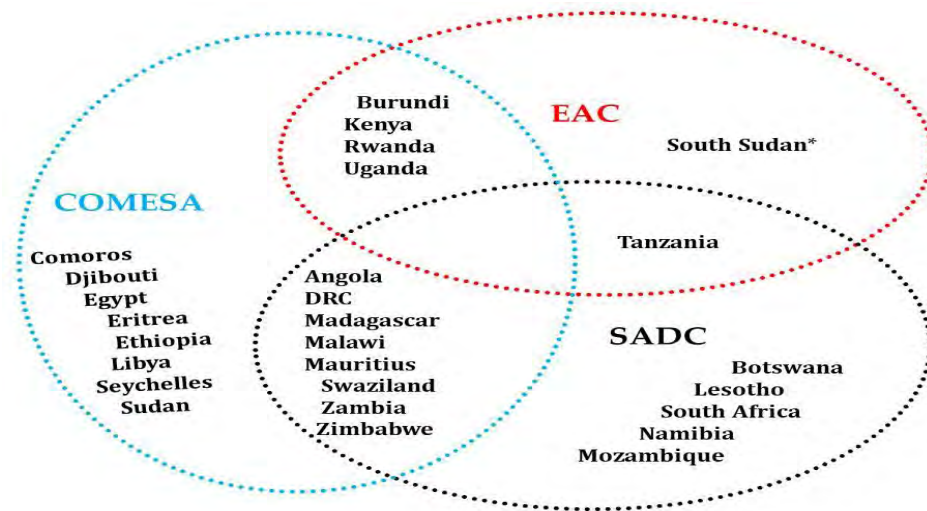 Burundi
Kenya
Rwanda
Uganda
EAC
South Sudan*
COMESA
Tanzania
Comoros
Djibouti
Egypt
Eritrea
Ethiopia
Libya
Seychelles
Sudan
Angola
DRC
Madagascar
Malawi
Mauritius
Swaziland
Zambia
Zimbabwe
SADC
Botswana
Lesotho
South Africa
Namibia
Mozambique